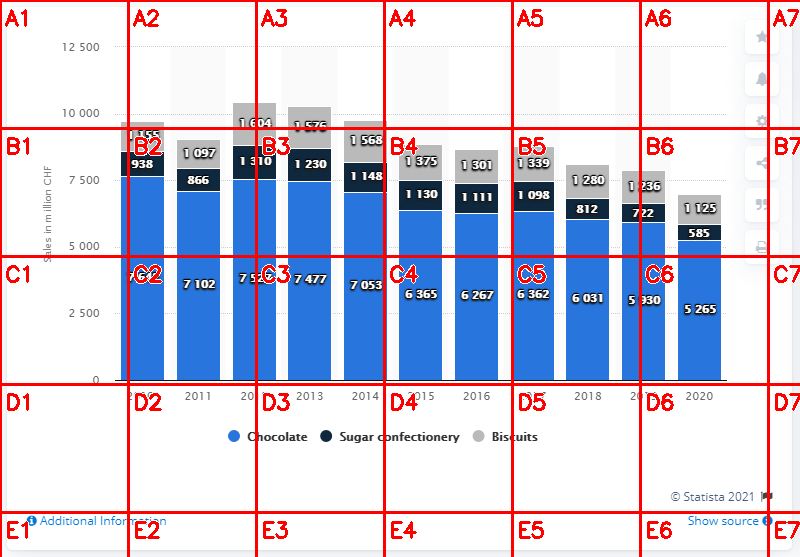 A1 A2 A3 A4 A5 A6 A7
12 500
10 000
1 155 1 604 1 576 1 568
B1 B2 B3 B4 B5 B6 B7
1 097 1 375 1 301 1 339 1 280 1 236 1 125
938 866 1 310 1 230 1 148 1 130 1 111 1 098 812 722 585
7 500
Sales in million CHF
5 000
C1 C2 C3 C4 C5 C6 C7
7 102 7 477 7 053 6 365 6 267 6 362 6 031 5 930 5 265
2 500
0
2011 2013 2014 2016 2018 2020
D1 D2 D3 D4 D5 D6 D7
Chocolate Sugar confectionery Biscuits
© Statista 2021
Additional Information Show source
E1 E2 E3 E4 E5 E6 E7